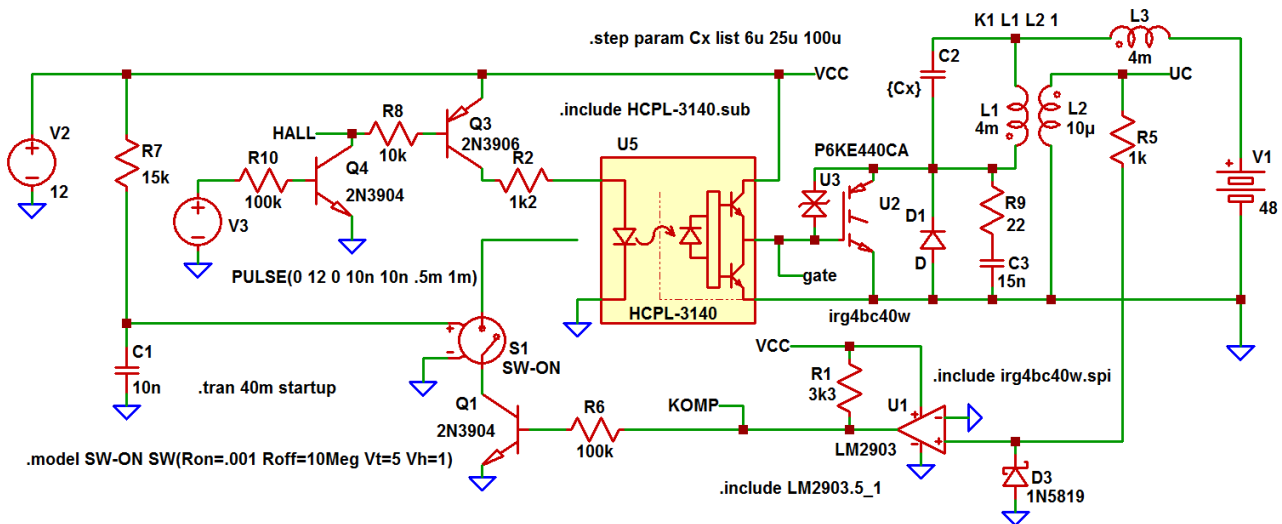 K1 L1 L2 1
L3
4m
.step param Cx list 6u 25u 100u
C2
{Cx}
VCC
UC
V2
12
R7
15k
HALL
R8
10k
Q3
2N3906
.include HCPL-3140.sub
L1
4m
L2
10µ
R5
1k
R10
100k
Q4
2N3904
R2
1k2
U5
P6KE440CA
U3
U2
V1
48
V3
D1
D
R9
22
PULSE(0 12 0 10n 10n .5m 1m)
gate
C3
15n
HCPL-3140
irg4bc40w
+
-
S1
SW-ON
VCC
C1
10n
.tran 40m startup
R1
3k3
.include irg4bc40w.spi
Q1
2N3904
R6
100k
KOMP
U1
LM2903
.model SW-ON SW(Ron=.001 Roff=10Meg Vt=5 Vh=1)
D3
1N5819
.include LM2903.5_1